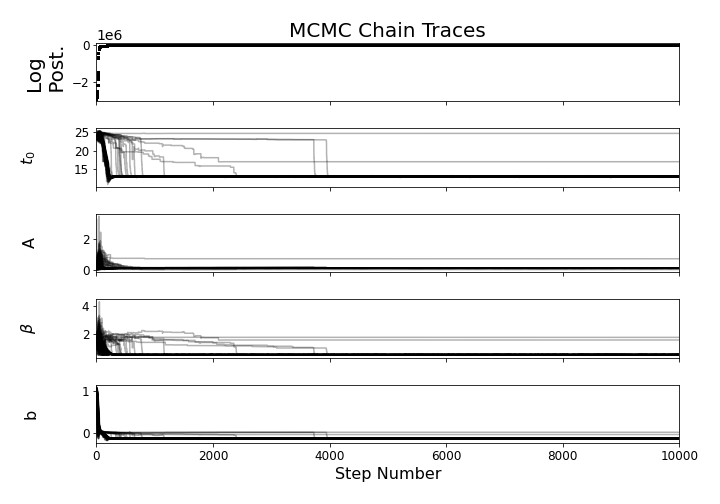 MCMC Chain Traces
1e6
Log
Post.
0
−2
t0
25
20
15
A
2
0
β
4
2
b
1
0
0 2000 4000 6000 8000 10000
Step Number